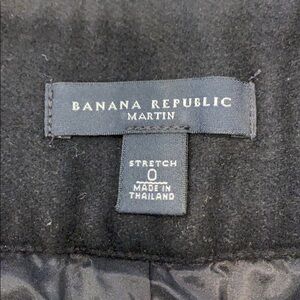 BANANA REPUBLIC
MARTIN
STRETCH
0
MADE IN
THAILAND